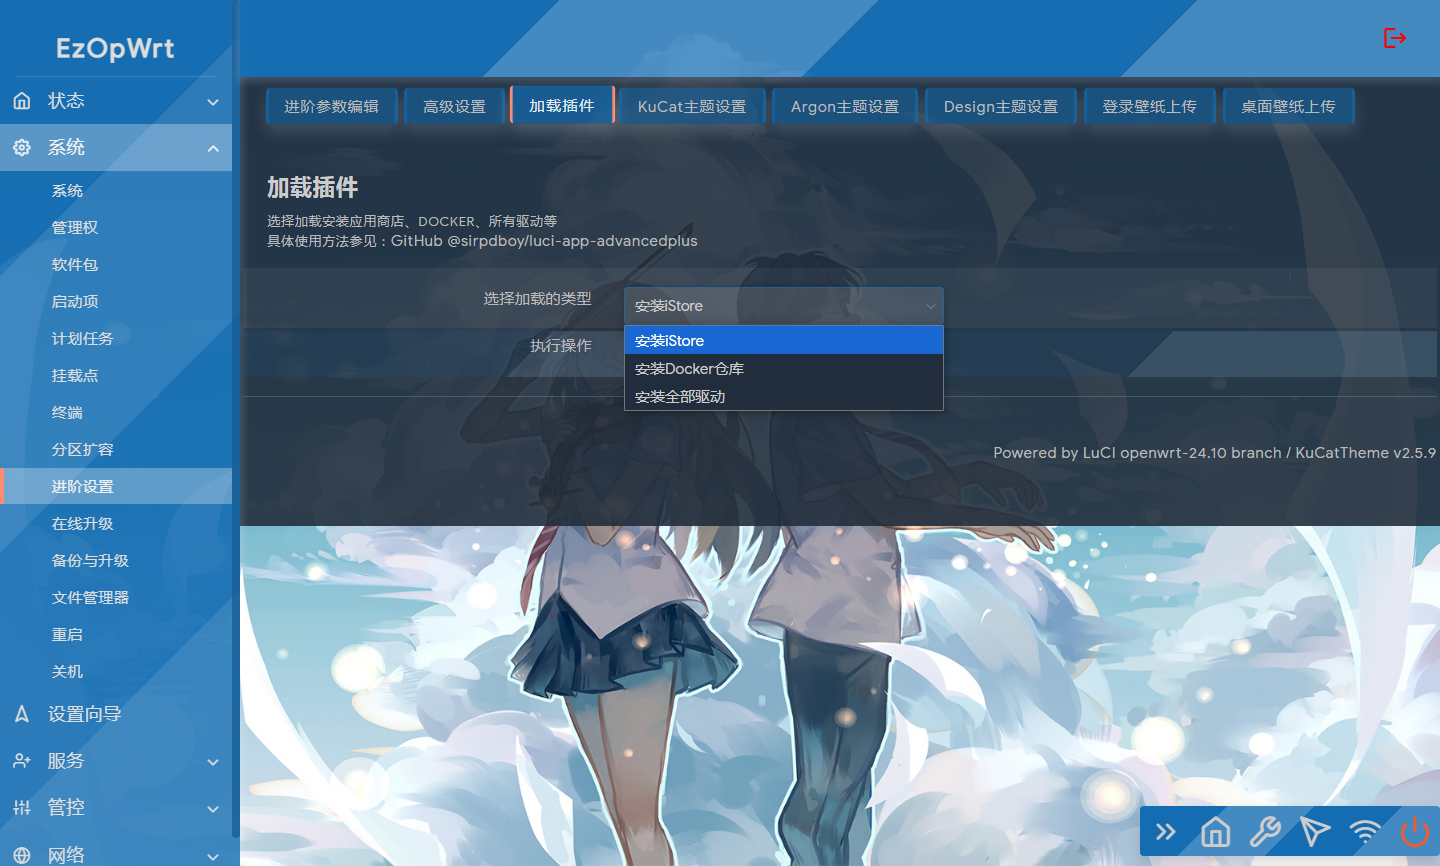 EzOpWrt
状态
系统
系统
管理权
软件包
启动项
计划任务
挂载点
终端
分区扩容
进阶设置
在线升级
备份与升级
文件管理器
重启
关机
设置向导
服务
管控
网络
进阶参数编辑
高级设置
加载插件
KuCat主题设置
Argon主题设置
Design主题设置
登录壁纸上传
桌面壁纸上传
加载插件
选择加载安装应用商店、DOCKER、所有驱动等
具体使用方法参见：GitHub @sirpdboy/luci-app-advancedplus
选择加载的类型
安装iStore
安装iStore
安装Docker仓库
安装全部驱动
执行操作
Powered by LuCI openwrt-24.10 branch / KuCatTheme v2.5.9